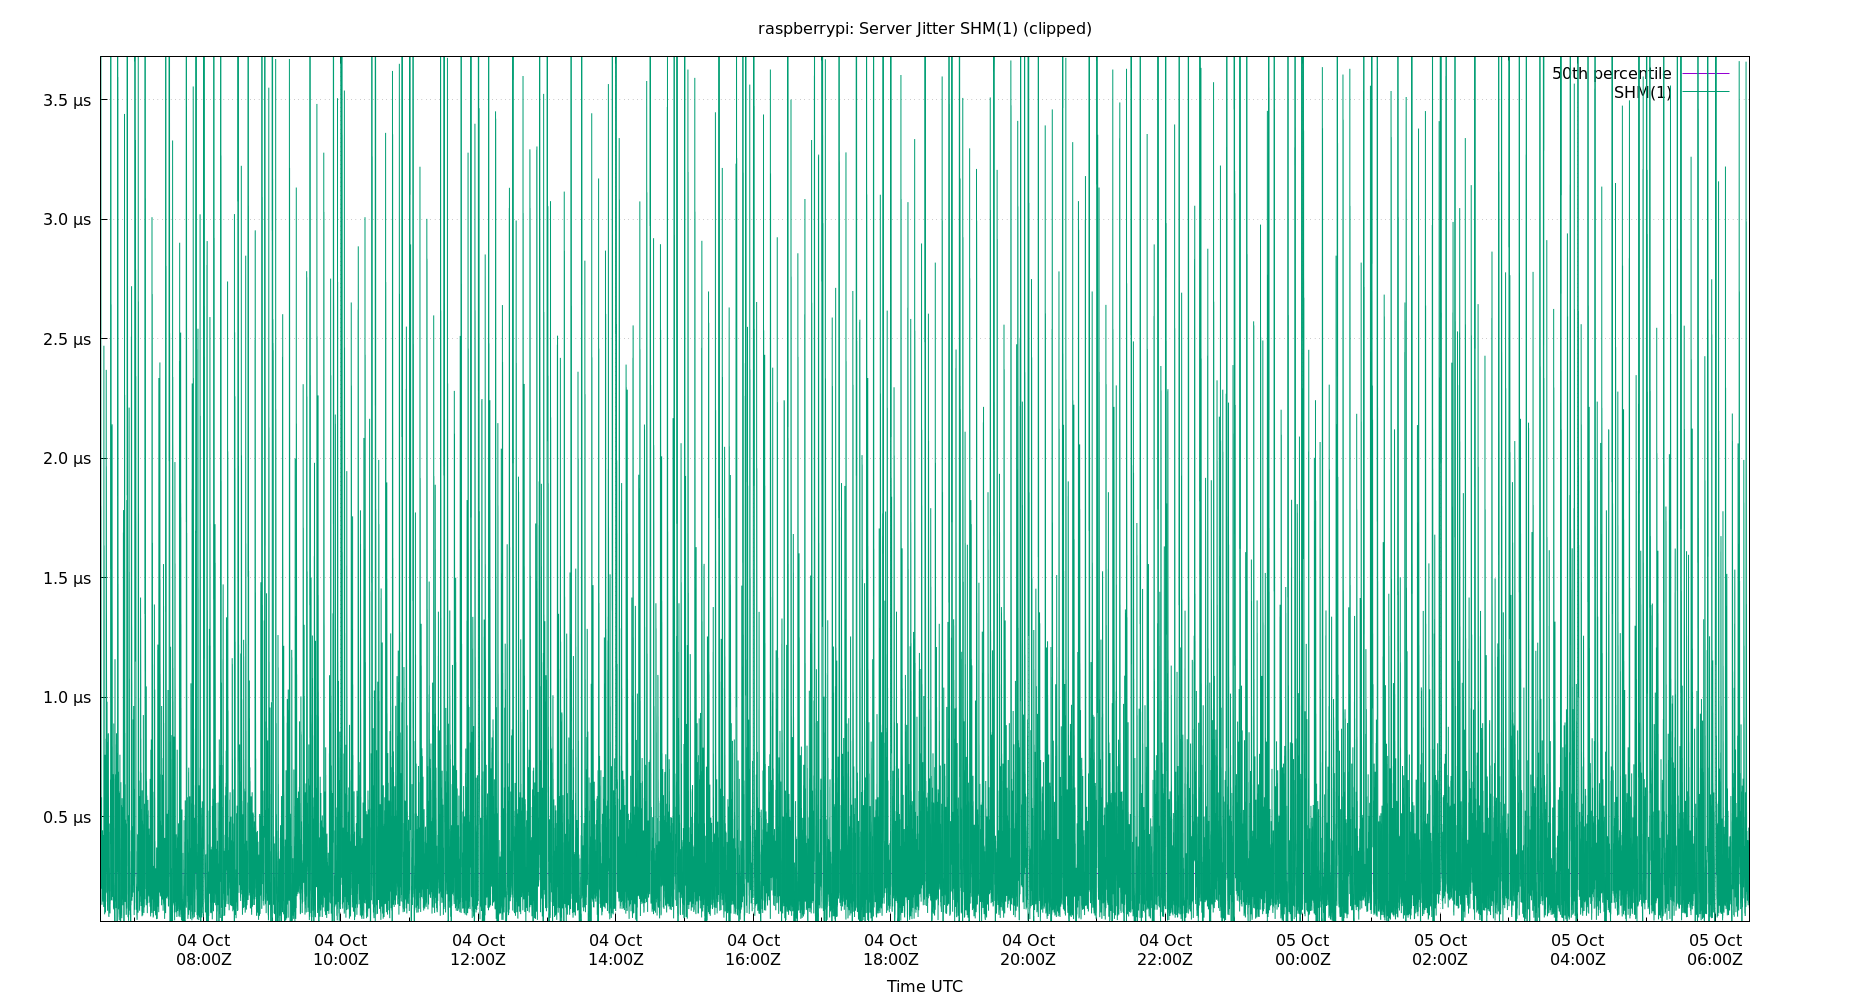 raspberrypi: Server Jitter SHM(1) (clipped)
50th percentile
SHM(1)
3.5 µs
3.0 µs
2.5 µs
2.0 µs
1.5 µs
1.0 µs
0.5 µs
04 Oct 04 Oct 04 Oct 04 Oct 04 Oct 04 Oct 04 Oct 04 Oct 05 Oct 05 Oct 05 Oct 05 Oct
08:00Z 10:00Z 12:00Z 14:00Z 16:00Z 18:00Z 20:00Z 22:00Z 00:00Z 02:00Z 04:00Z 06:00Z
Time UTC